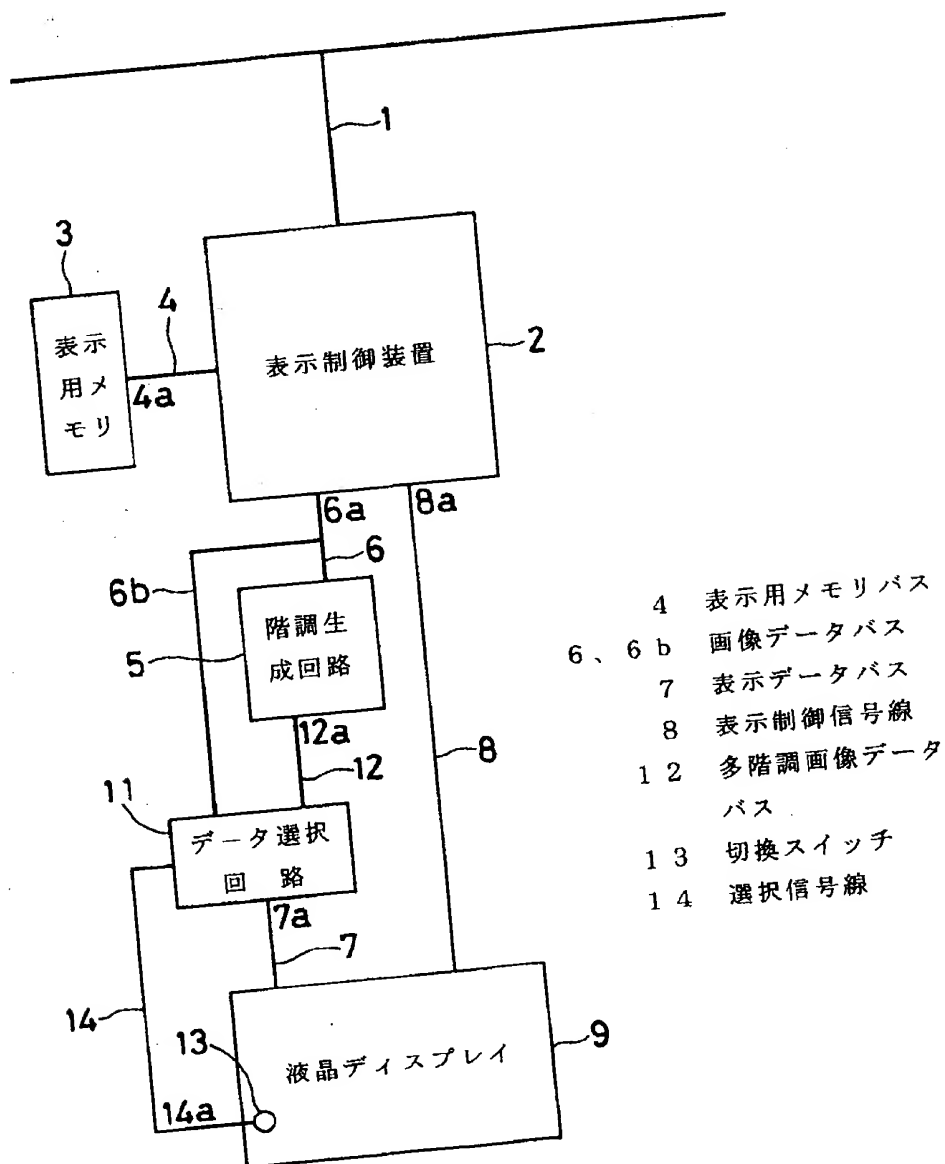 1
3
表示
用メ
モリ
4
4a
表示制御装置
2
6a
8a
6b
6
階調生
成回路
5
12a
12
8
11
データ選択
回 路
7a
7
14
13
14a
液晶ディスプレイ
9
4 表示用メモリバス
6、6b 画像データバス
7 表示データバス
8 表示制御信号線
12 多階調画像データ
バス
13 切換スイッチ
14 選択信号線